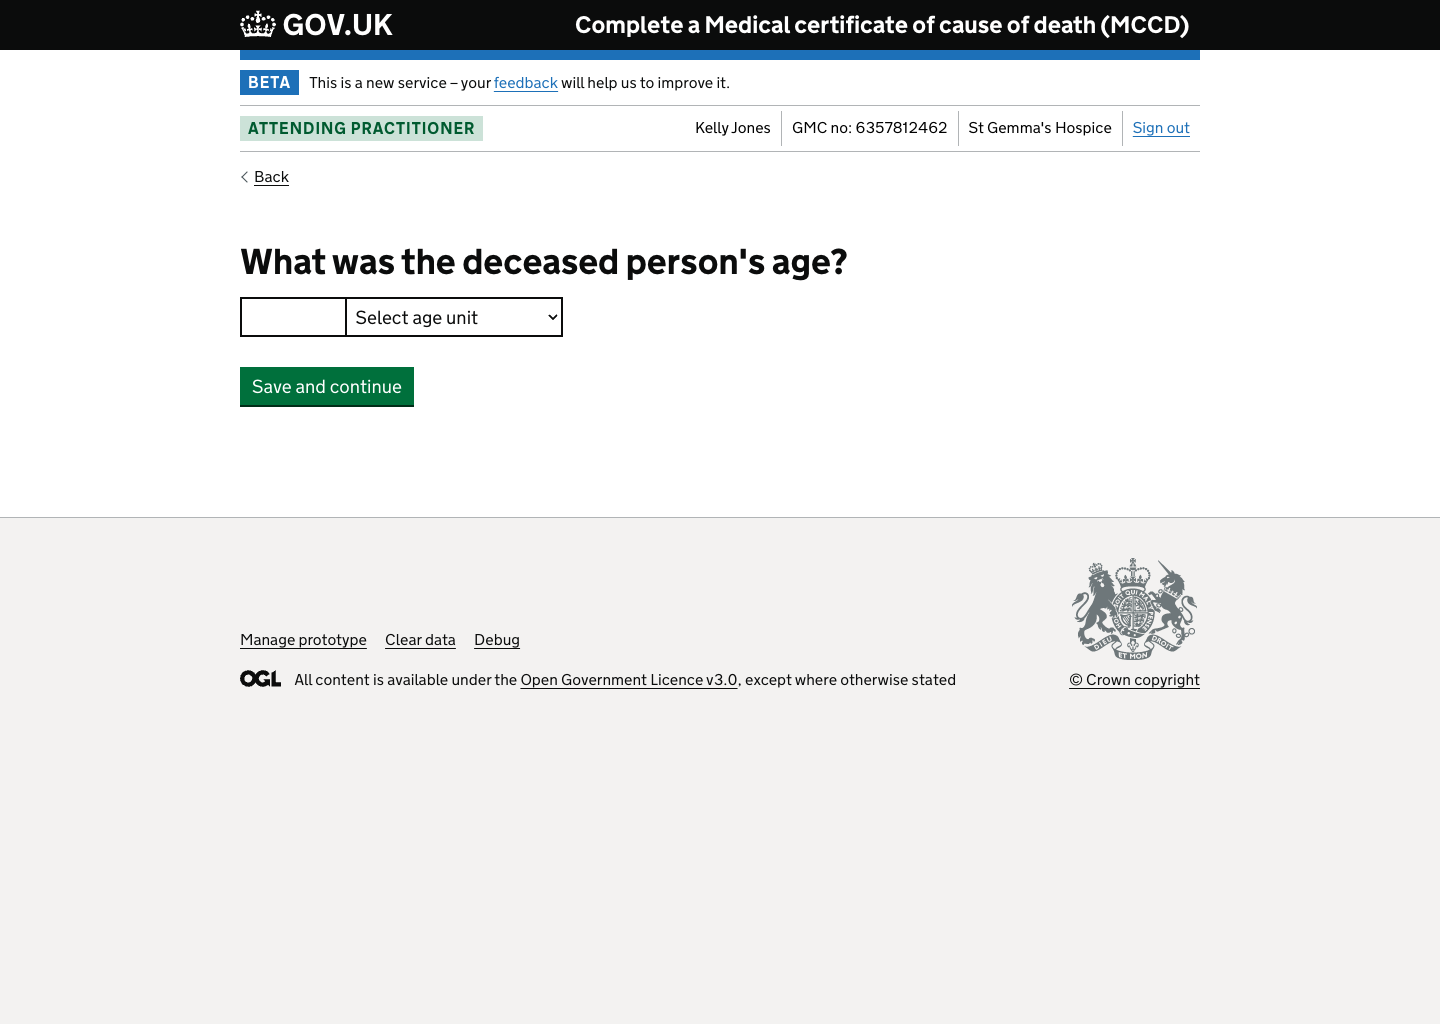 GOV.UK
Complete a Medical certificate of cause of death (MCCD)
BETA This is a new service – your feedback will help us to improve it.
ATTENDING PRACTITIONER
Kelly Jones GMC no: 6357812462 St Gemma's Hospice Sign out
Back
What was the deceased person's age?
Select age unit
Save and continue
Manage prototype Clear data Debug
OGL All content is available under the Open Government Licence v3.0, except where otherwise stated
© Crown copyright